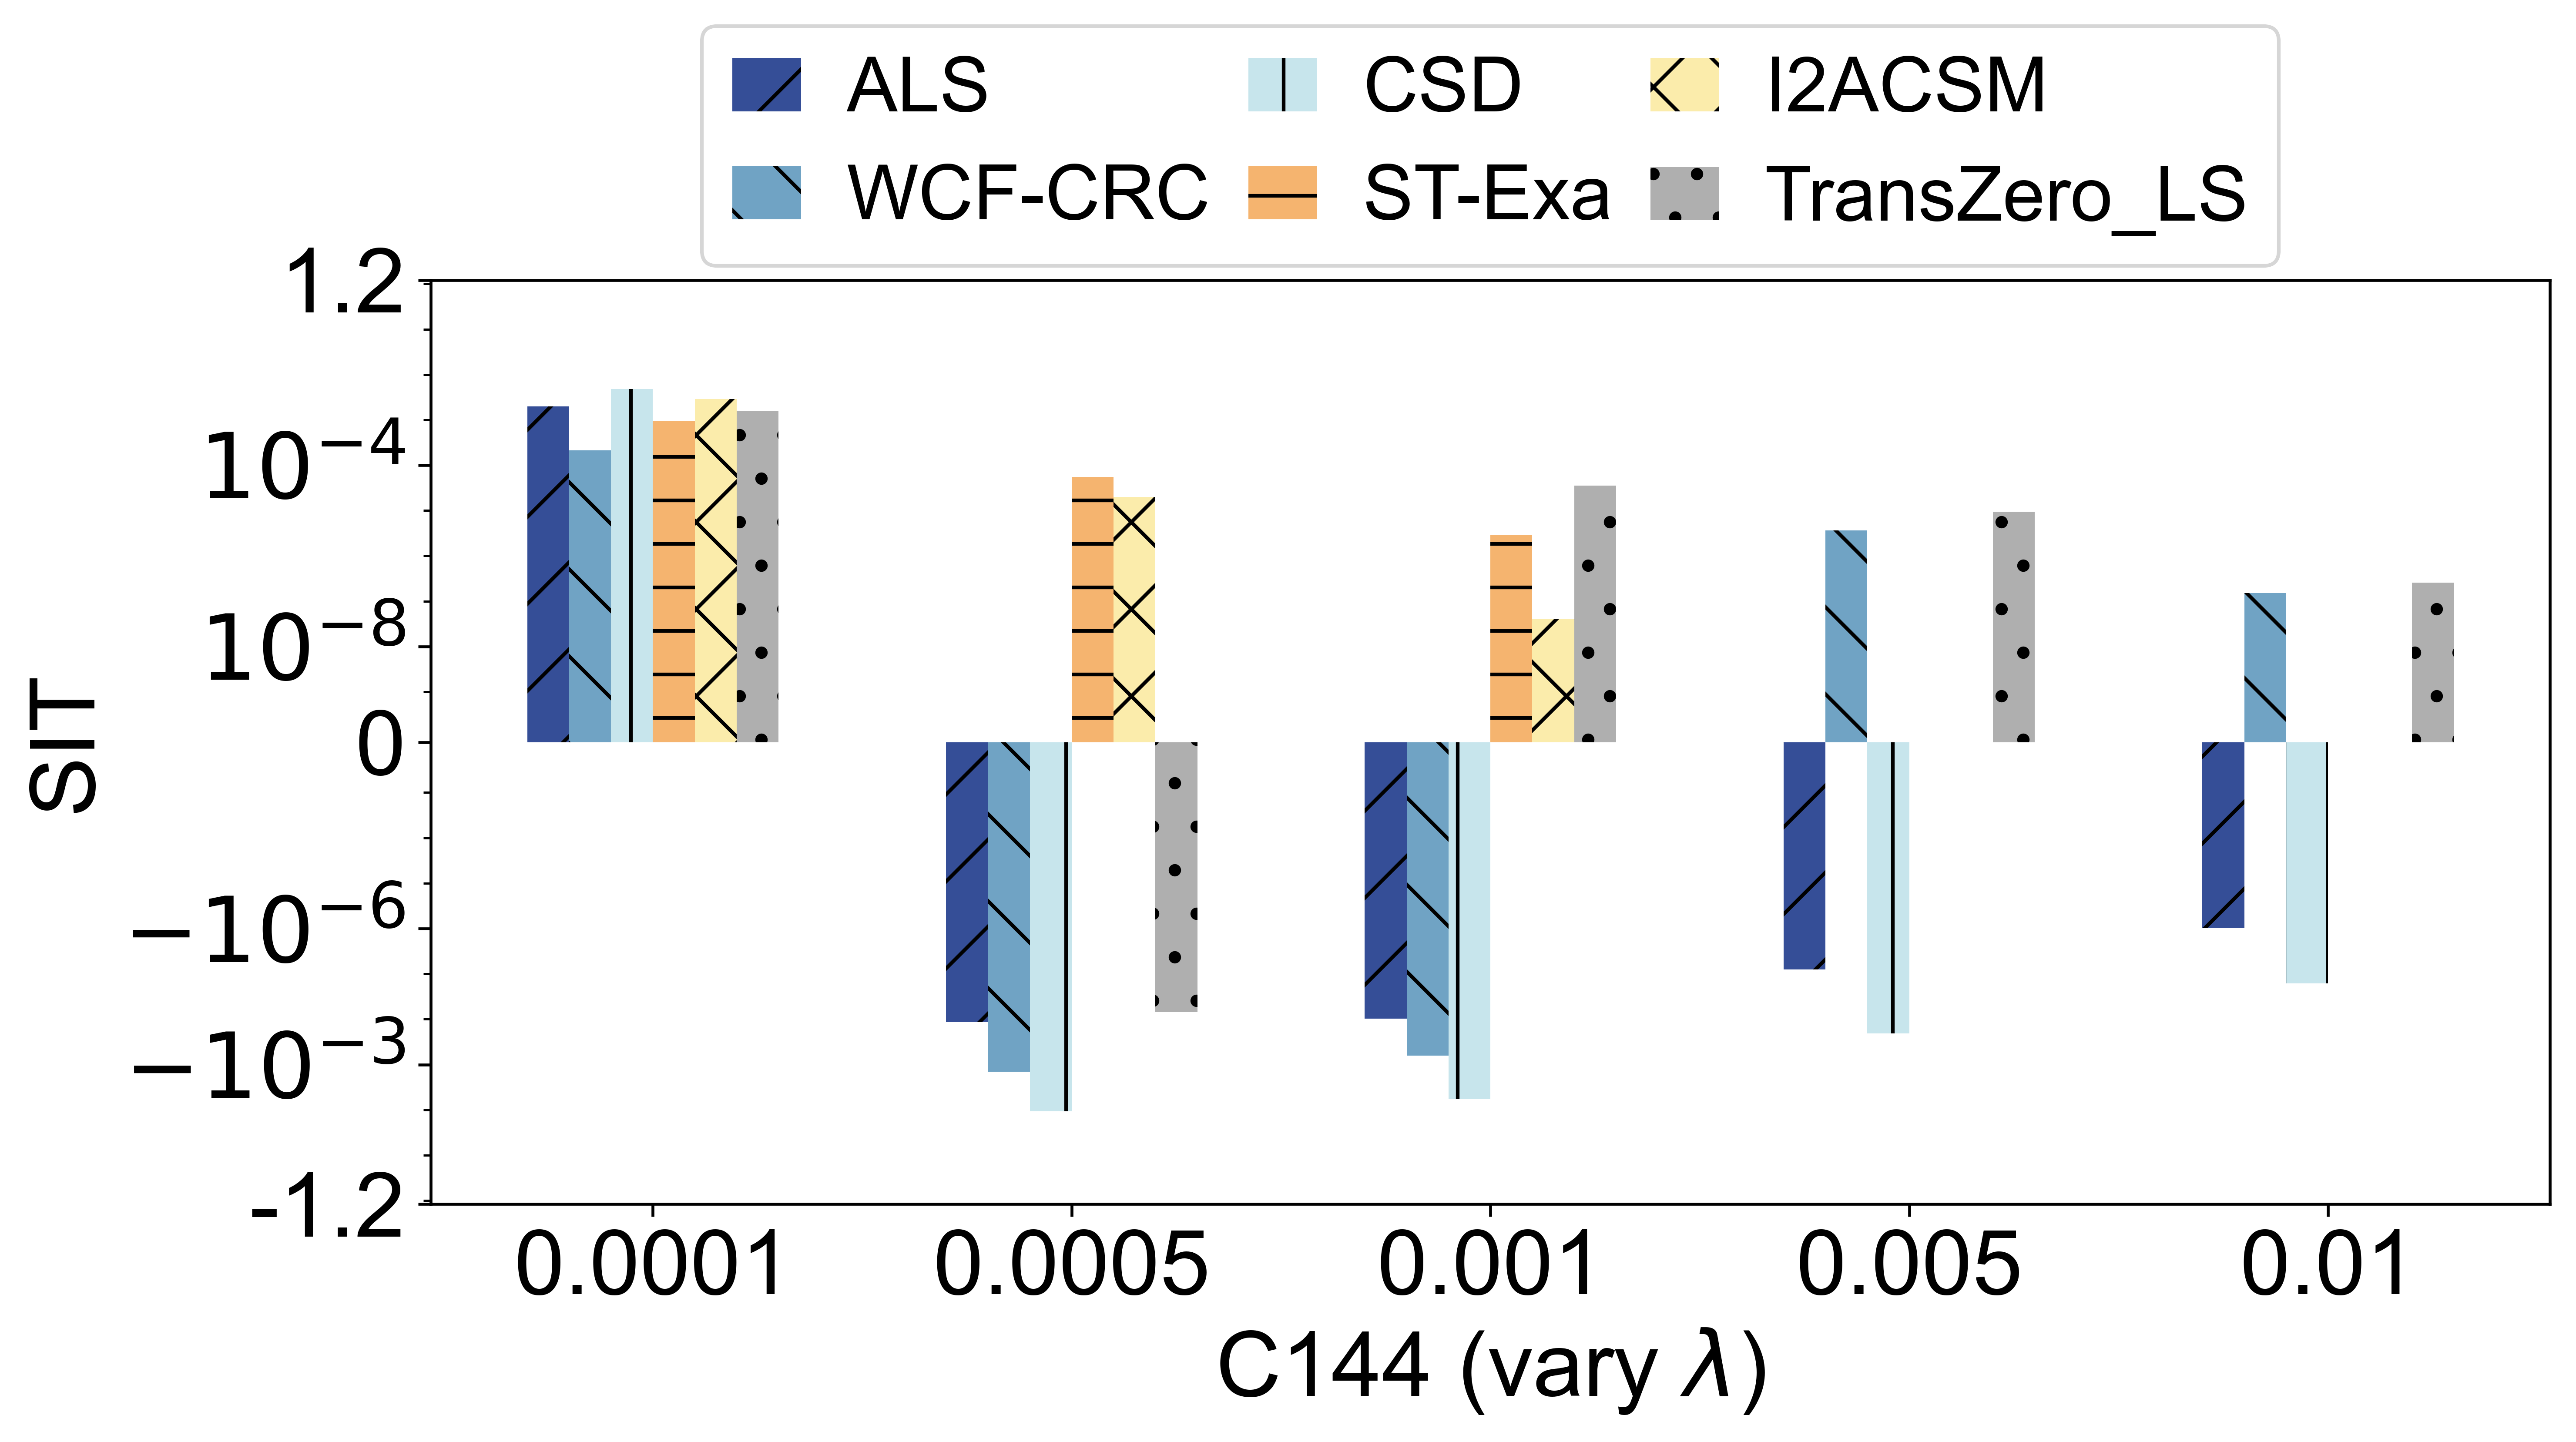 ALS CSD I2ACSM
WCF-CRC ST-Exa TransZero_LS
1.2
10⁻⁴
10⁻⁸
0
−10⁻⁶
−10⁻³
-1.2
SIT
0.0001 0.0005 0.001 0.005 0.01
C144 (vary λ)